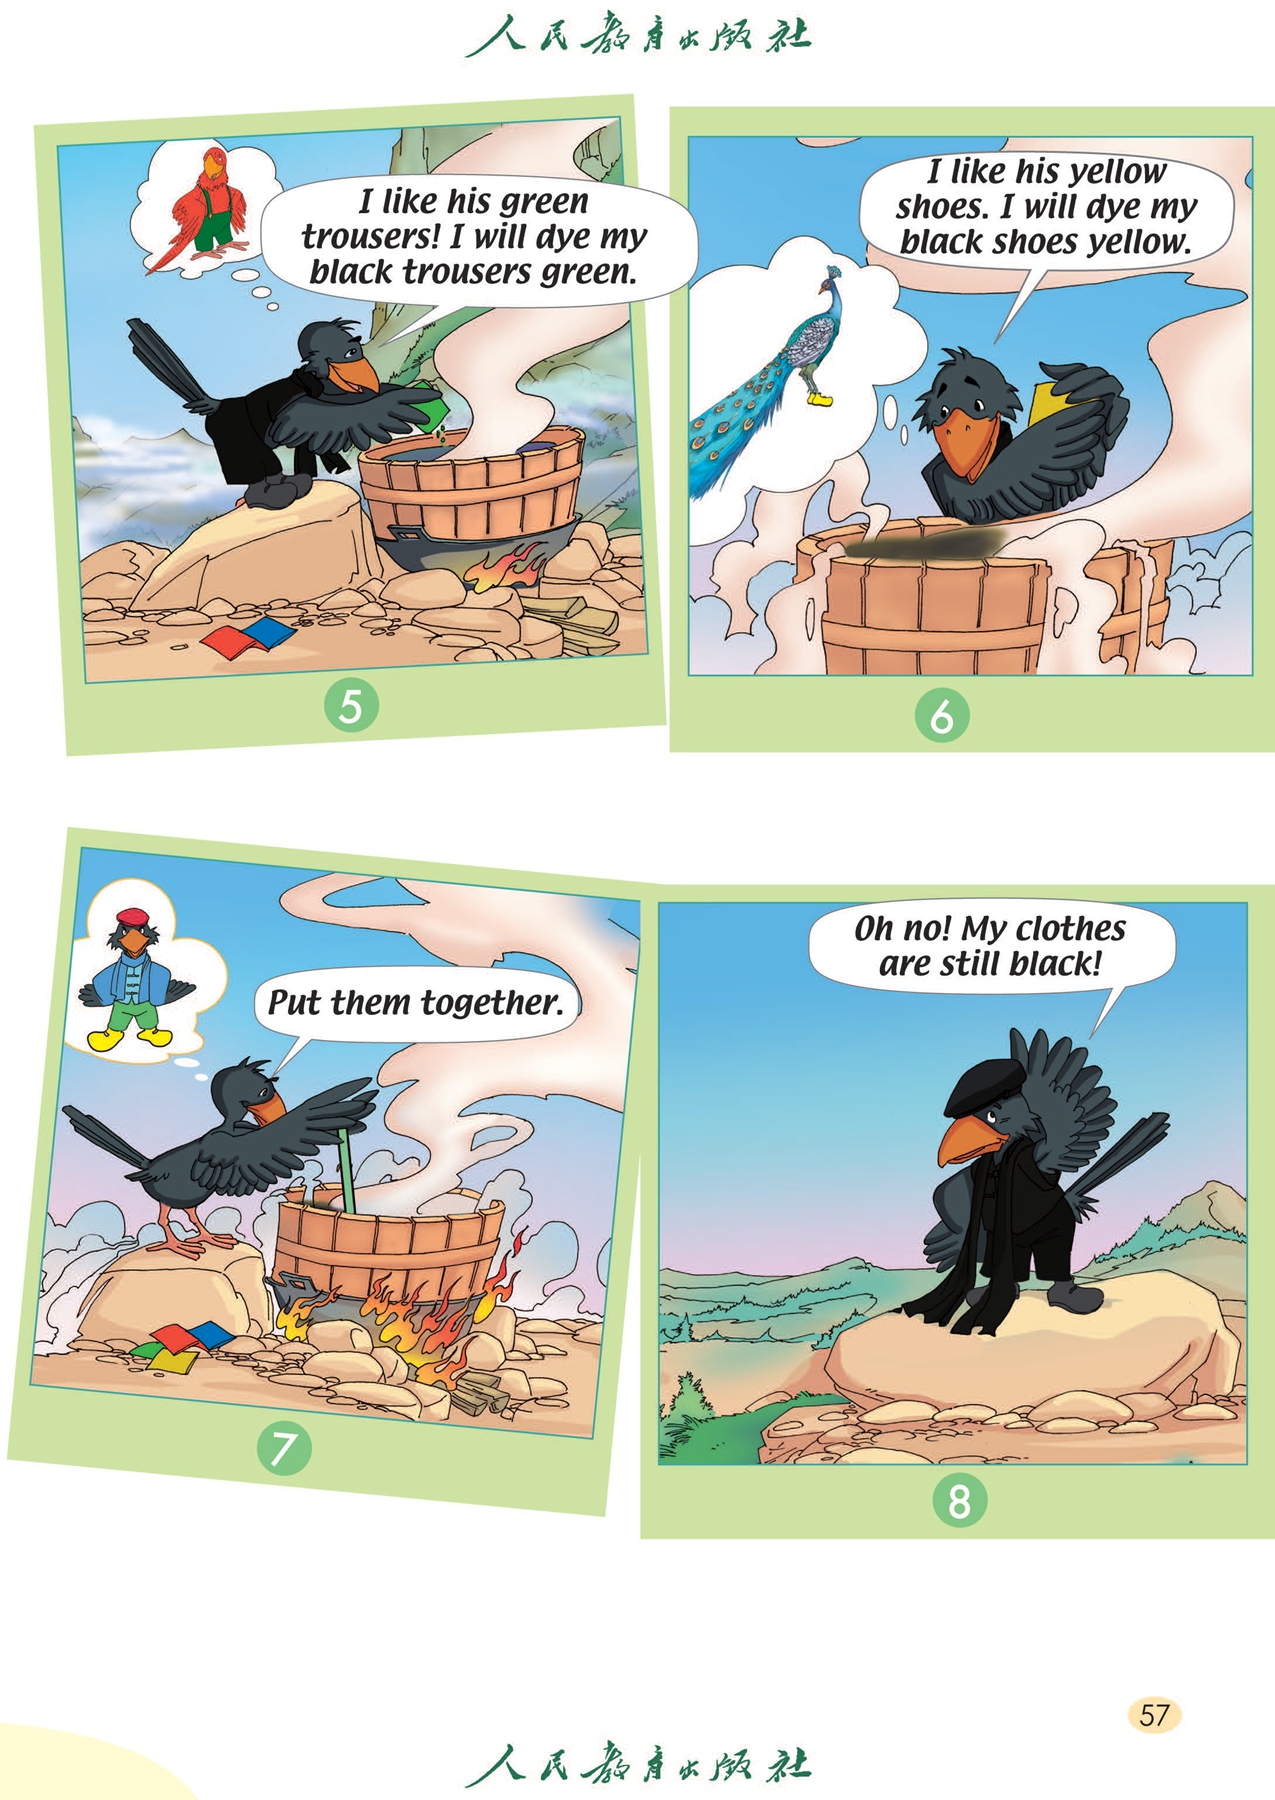 人民教育出版社
I like his green
trousers! I will dye my
black trousers green.
5
I like his yellow
shoes. I will dye my
black shoes yellow.
6
Put them together.
7
Oh no! My clothes
are still black!
8
57
人民教育出版社